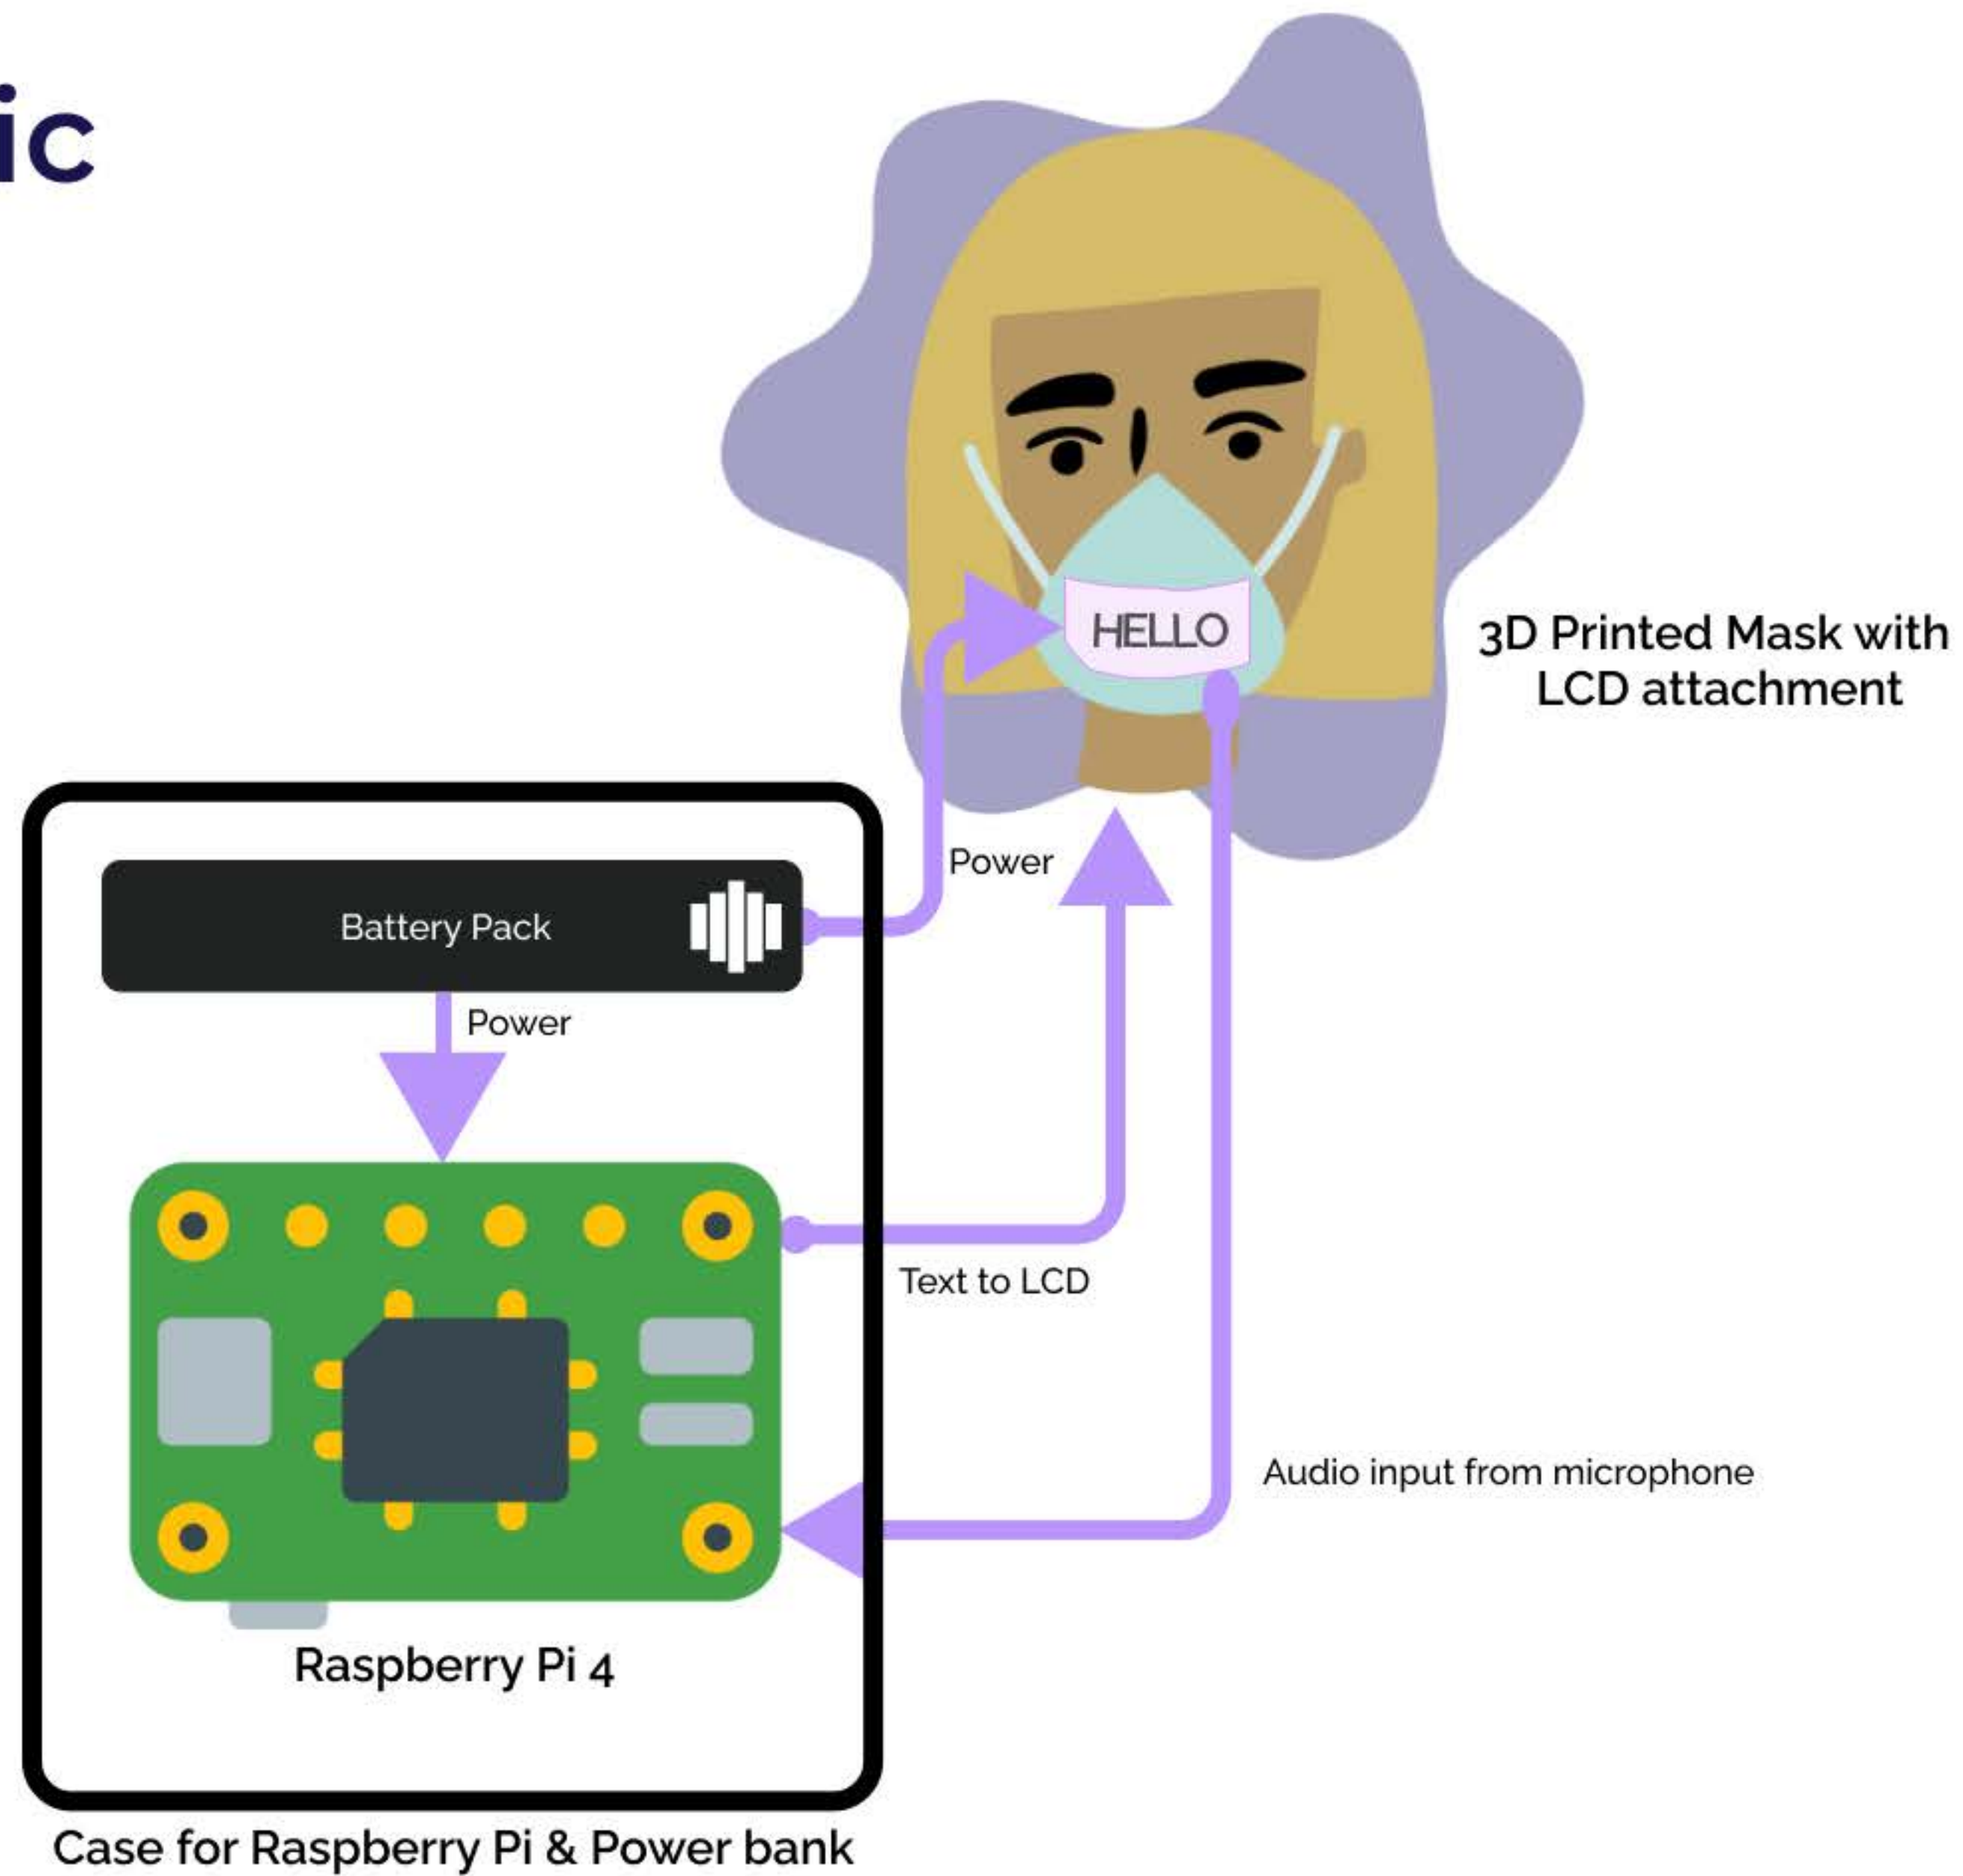 ic
HELLO
3D Printed Mask with
LCD attachment
Power
Battery Pack
Power
Text to LCD
Audio input from microphone
Raspberry Pi 4
Case for Raspberry Pi & Power bank